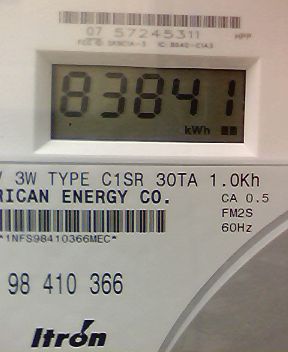 07 57245311
83841
kWh
V 3W TYPE C1SR 30TA 1.0Kh
RICAN ENERGY CO.
CA 0.5
FM2S
60Hz
*1NFS98410366MEC*
98 410 366
Itron